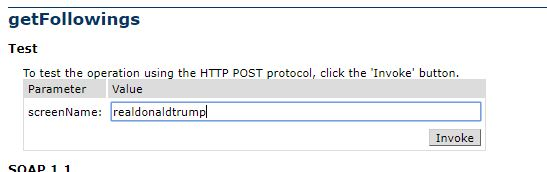 getFollowings
Test
To test the operation using the HTTP POST protocol, click the 'Invoke' button.
Parameter Value
screenName: realdonaldtrump
Invoke
SOAP 1.1